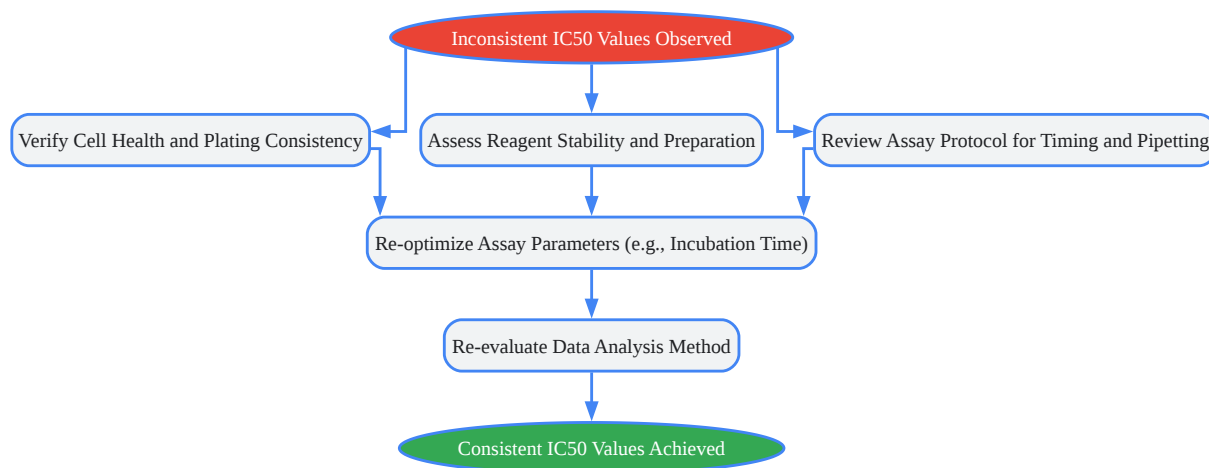 Inconsistent IC50 Values Observed
Verify Cell Health and Plating Consistency
Assess Reagent Stability and Preparation
Review Assay Protocol for Timing and Pipetting
Re-optimize Assay Parameters (e.g., Incubation Time)
Re-evaluate Data Analysis Method
Consistent IC50 Values Achieved